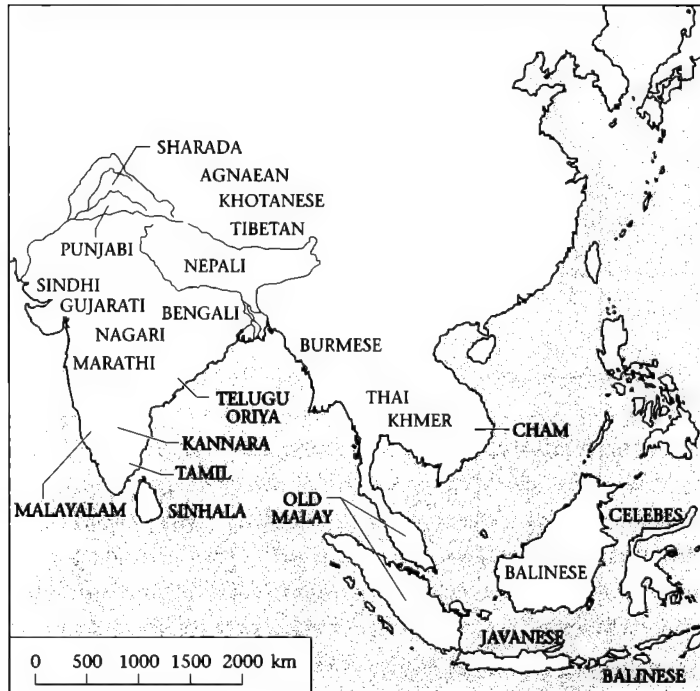 SHARADA
AGNAEAN
KHOTANESE
TIBETAN
PUNJABI
NEPALI
SINDHI
GUJARATI
BENGALI
NAGARI
MARATHI
BURMESE
TELUGU
ORIYA
THAI
KHMER
CHAM
KANNARA
TAMIL
MALAYALAM
SINHALA
OLD
MALAY
CELEBES
BALINESE
JAVANESE
BALINESE
0 500 1000 2000 km